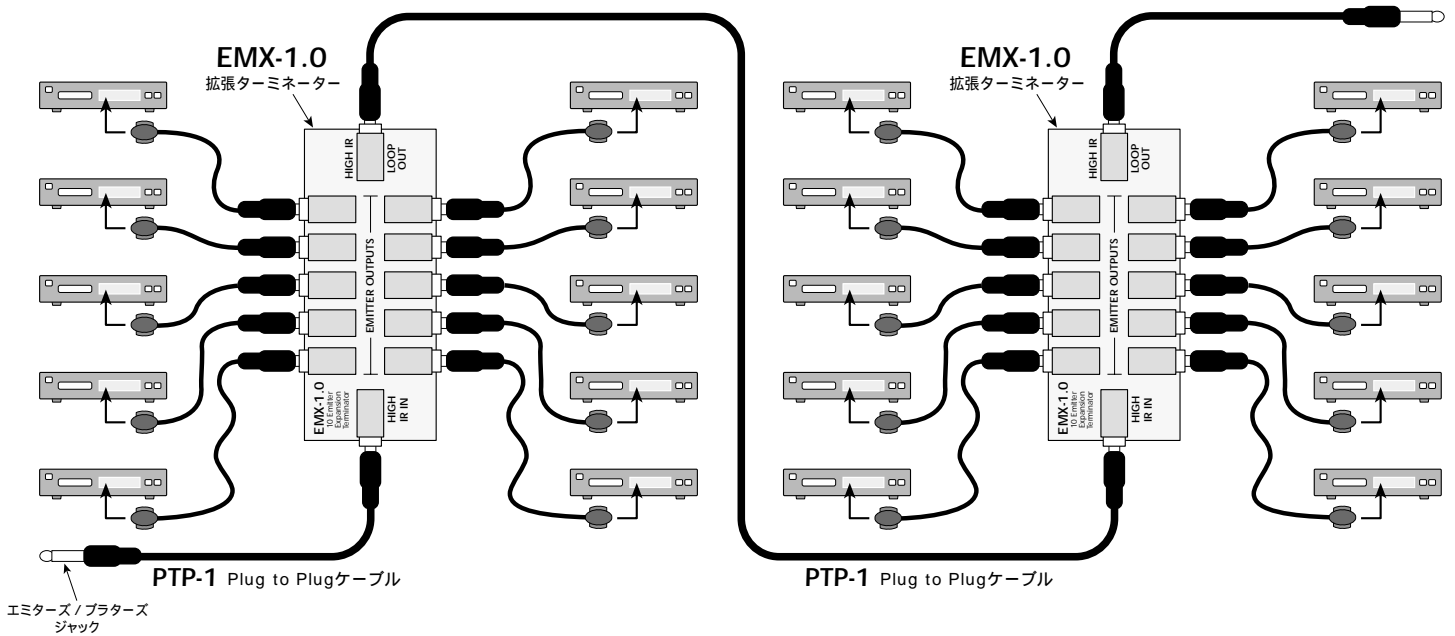 EMX-1.0
拡張ターミネーター
HIGH IR
LOOP OUT
EMITTER OUTPUTS
EMX-1.0
10 Emitter
Expansion
Terminator
HIGH
IR IN
PTP-1 Plug to Plugケーブル
エミターズ / ブラターズ
ジャック
EMX-1.0
拡張ターミネーター
HIGH IR
LOOP OUT
EMITTER OUTPUTS
EMX-1.0
10 Emitter
Expansion
Terminator
HIGH
IR IN
PTP-1 Plug to Plugケーブル